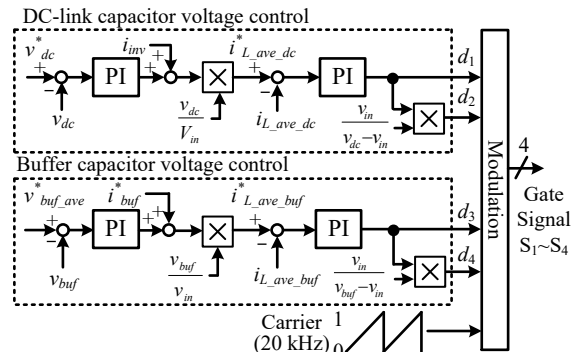 DC-link capacitor voltage control
v*dc
+
−
vdc
PI
iinv
+
+
×
vdc
Vin
i*L_ave_dc
+
−
iL_ave_dc
PI
vin
vdc−vin
×
d1
d2
Buffer capacitor voltage control
v*buf_ave
+
−
vbuf
PI
i*buf
+
+
×
vbuf
vin
i*L_ave_buf
+
−
iL_ave_buf
PI
vin
vbuf−vin
×
d3
d4
Modulation
4
Gate
Signal
S1~S4
Carrier
(20 kHz)
1
0